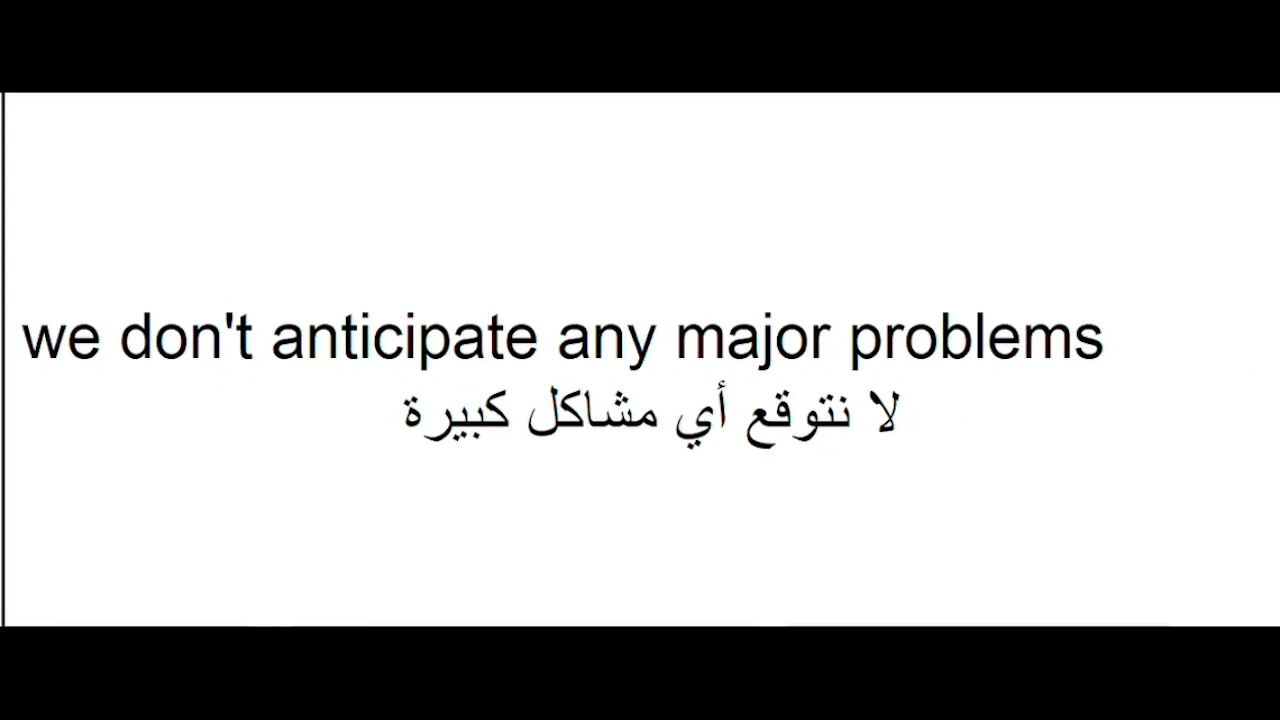 we don't anticipate any major problems
لا نتوقع أي مشاكل كبيرة